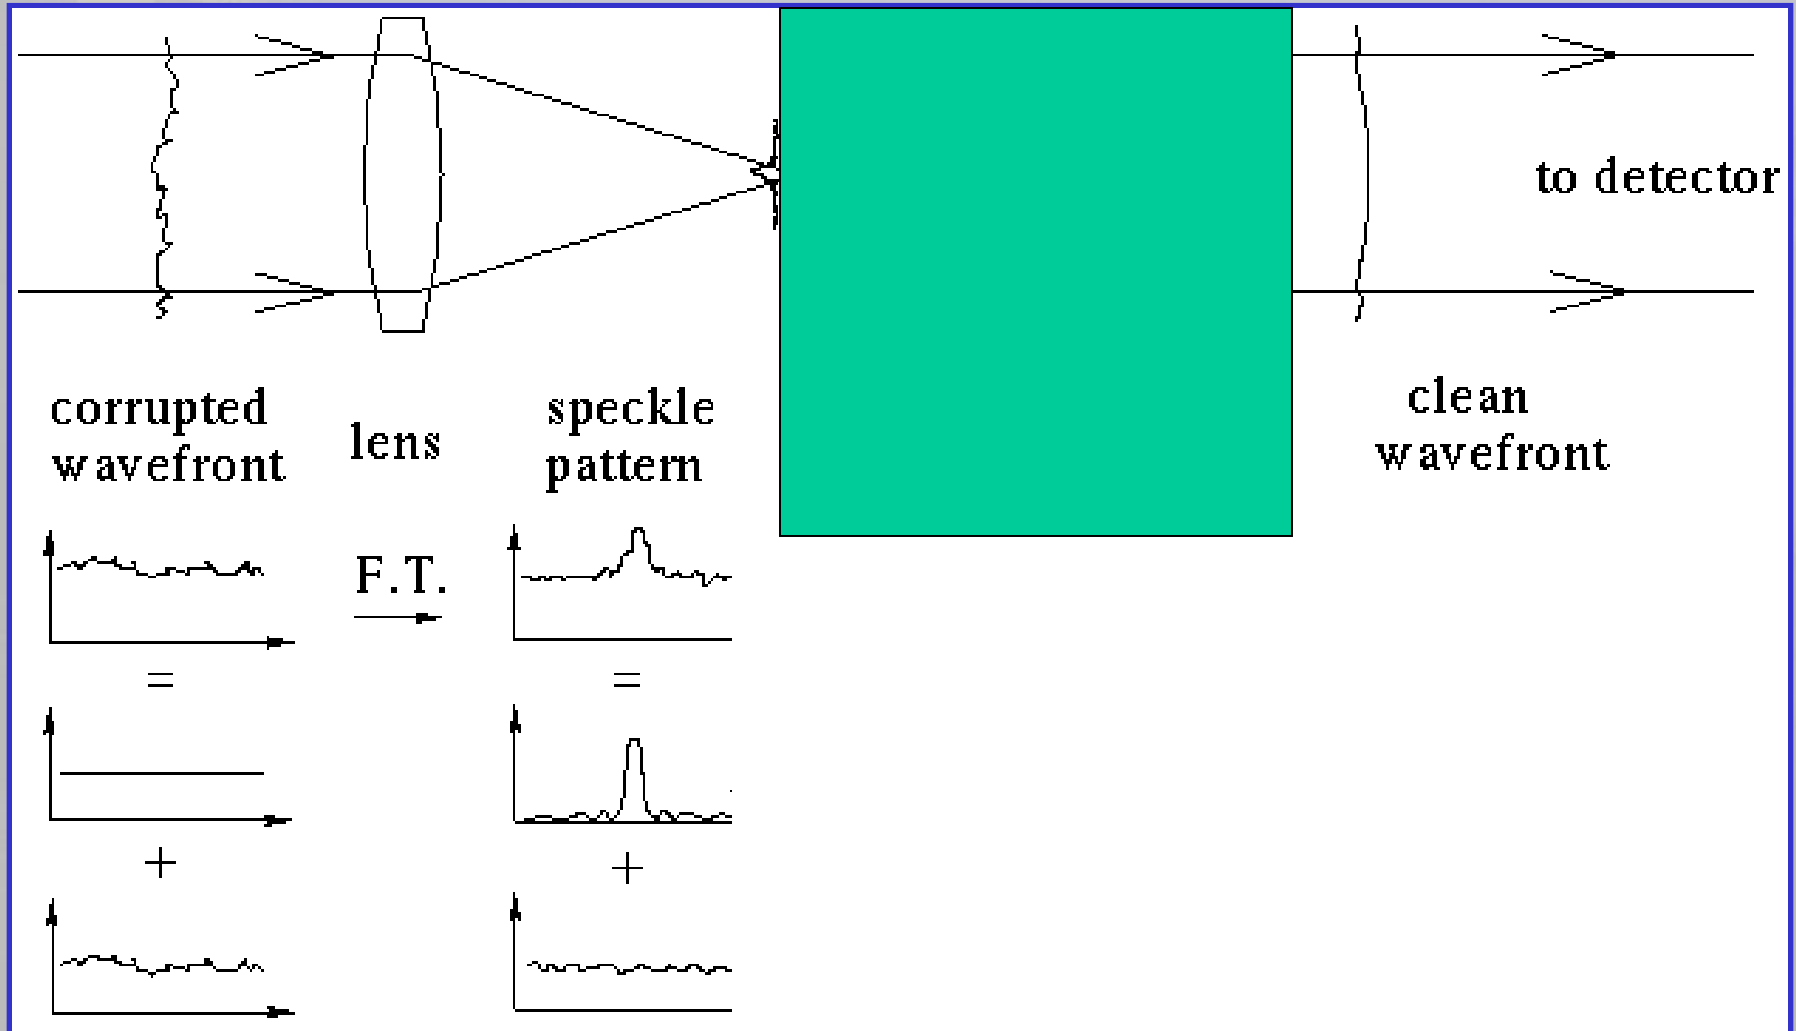 to detector
corrupted
wavefront
lens
speckle
pattern
clean
wavefront
F.T.
=
=
+
+